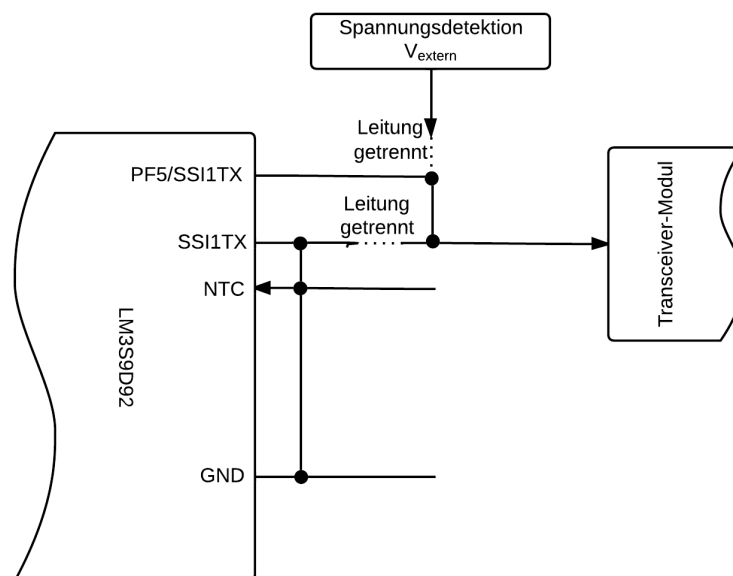 Spannungsdetektion
Vextern
Leitung
getrennt
PF5/SSI1TX
Leitung
getrennt
SSI1TX
NTC
LM3S9D92
GND
Transceiver-Modul